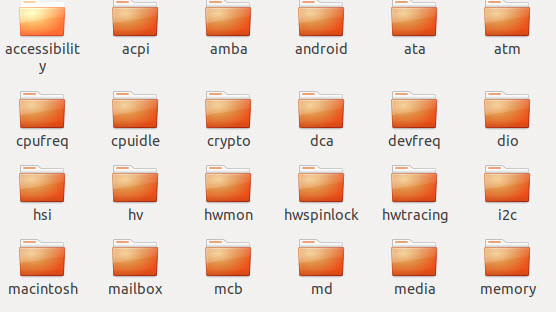 accessibilit
y
acpi
amba
android
ata
atm
cpufreq
cpuidle
crypto
dca
devfreq
dio
hsi
hv
hwmon
hwspinlock
hwtracing
i2c
macintosh
mailbox
mcb
md
media
memory